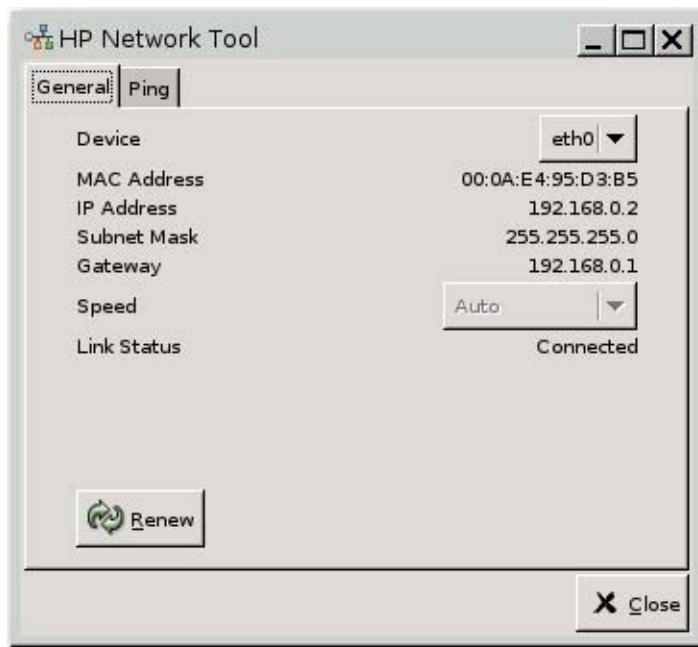 HP Network Tool
General Ping
Device eth0
MAC Address 00:0A:E4:95:D3:B5
IP Address 192.168.0.2
Subnet Mask 255.255.255.0
Gateway 192.168.0.1
Speed Auto
Link Status Connected
Renew
Close